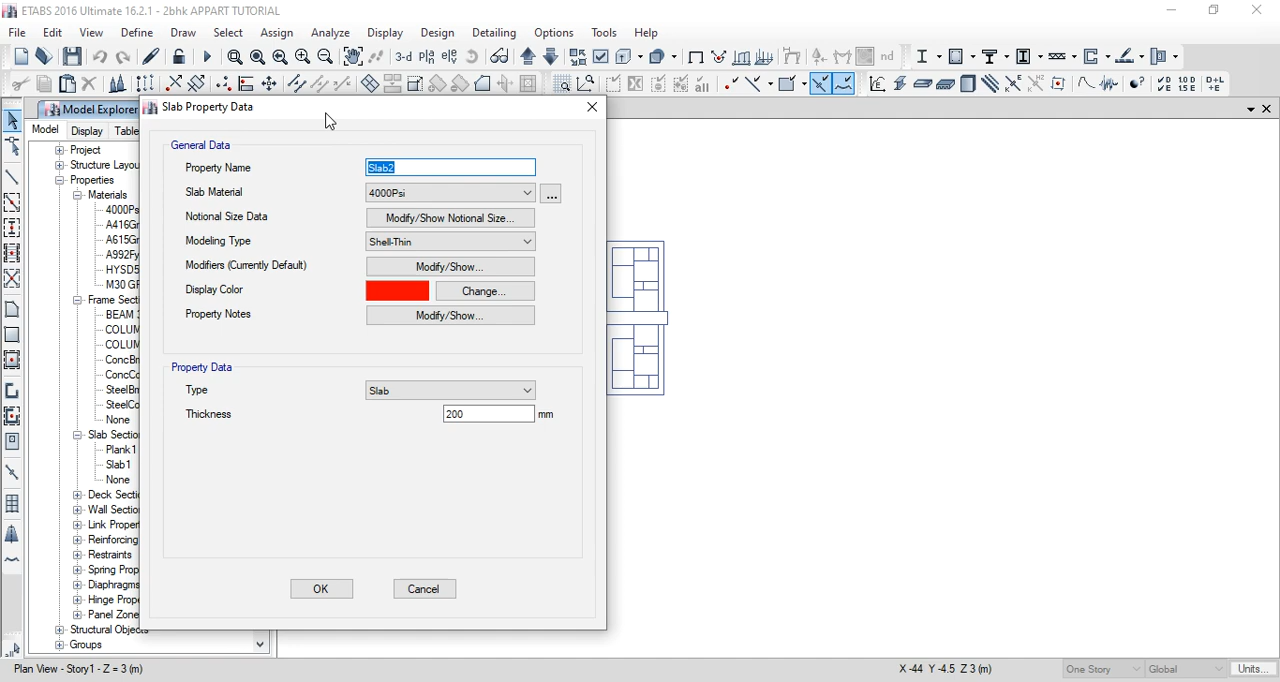 ETABS 2016 Ultimate 16.2.1 - 2bhk APPART TUTORIAL
File Edit View Define Draw Select Assign Analyze Display Design Detailing Options Tools Help
3-d
nd
Model Explorer
Slab Property Data
Model Display Table
Project
Structure Layou
Properties
Materials
4000Ps
A416Gr
A615Gr
A992Fy
HYSD5
M30 GF
Frame Secti
BEAM
COLUM
COLUM
ConcBr
ConcCo
SteelBr
SteelCo
None
Slab Sectio
Plank1
Slab1
None
Deck Secti
Wall Sectio
Link Proper
Reinforcing
Restraints
Spring Prop
Diaphragms
Hinge Prope
Panel Zone
Structural Objects
Groups
General Data
Property Name Slab2
Slab Material 4000Psi ...
Notional Size Data Modify/Show Notional Size...
Modeling Type Shell-Thin
Modifiers (Currently Default) Modify/Show...
Display Color Change...
Property Notes Modify/Show...
Property Data
Type Slab
Thickness 200 mm
OK Cancel
Plan View - Story1 - Z = 3 (m) X -44 Y -4.5 Z 3 (m) One Story Global Units...